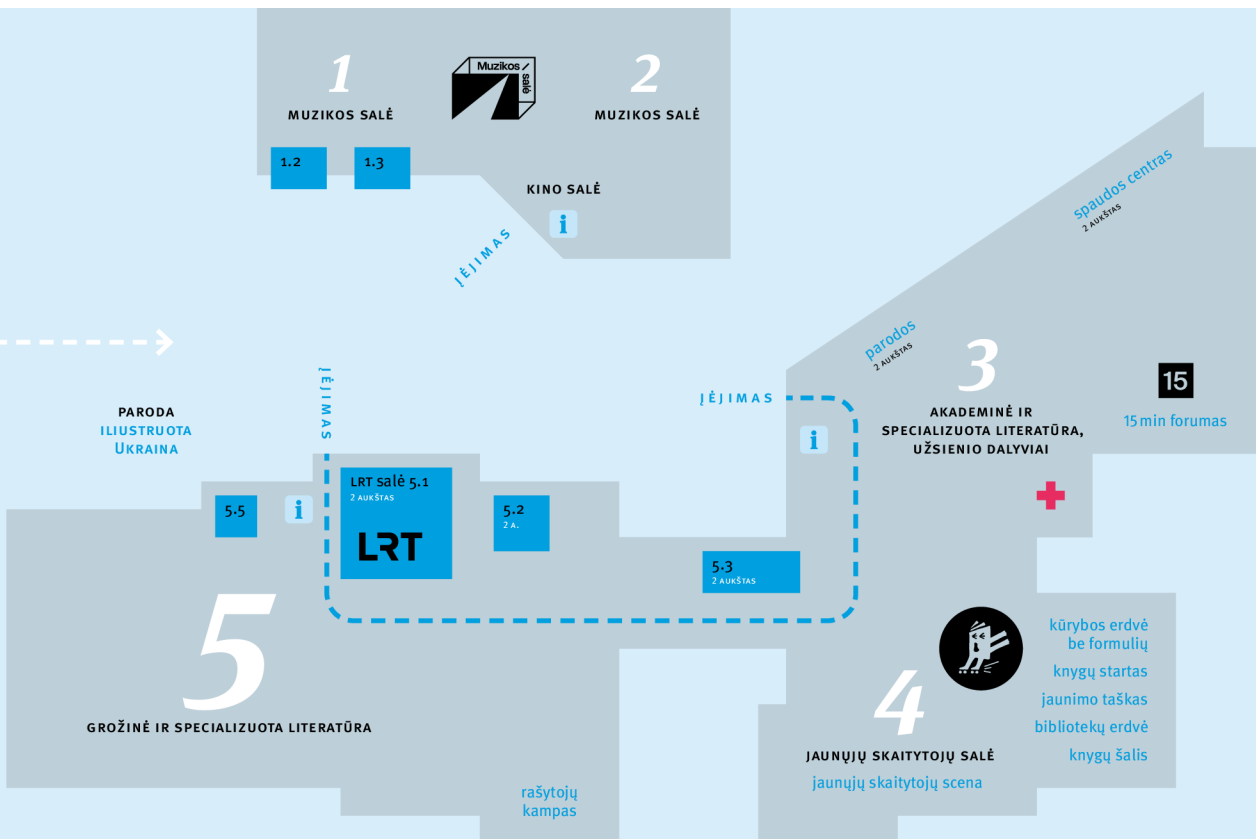 1
MUZIKOS SALĖ
Muzikos
salė
2
MUZIKOS SALĖ
1.2
1.3
KINO SALĖ
i
ĮĖJIMAS
spaudos centras
2 AUKŠTAS
parodos
2 AUKŠTAS
3
AKADEMINĖ IR
SPECIALIZUOTA LITERATŪRA,
UŽSIENIO DALYVIAI
15
15 min forumas
ĮĖJIMAS
i
ĮĖJIMAS
PARODA
ILIUSTRUOTA
UKRAINA
5.5
i
LRT salė 5.1
2 AUKŠTAS
LRT
5.2
2 A.
5.3
2 AUKŠTAS
5
GROŽINĖ IR SPECIALIZUOTA LITERATŪRA
rašytojų
kampas
4
JAUNŲJŲ SKAITYTOJŲ SALĖ
jaunųjų skaitytojų scena
kūrybos erdvė
be formulių
knygų startas
jaunimo taškas
bibliotekų erdvė
knygų šalis